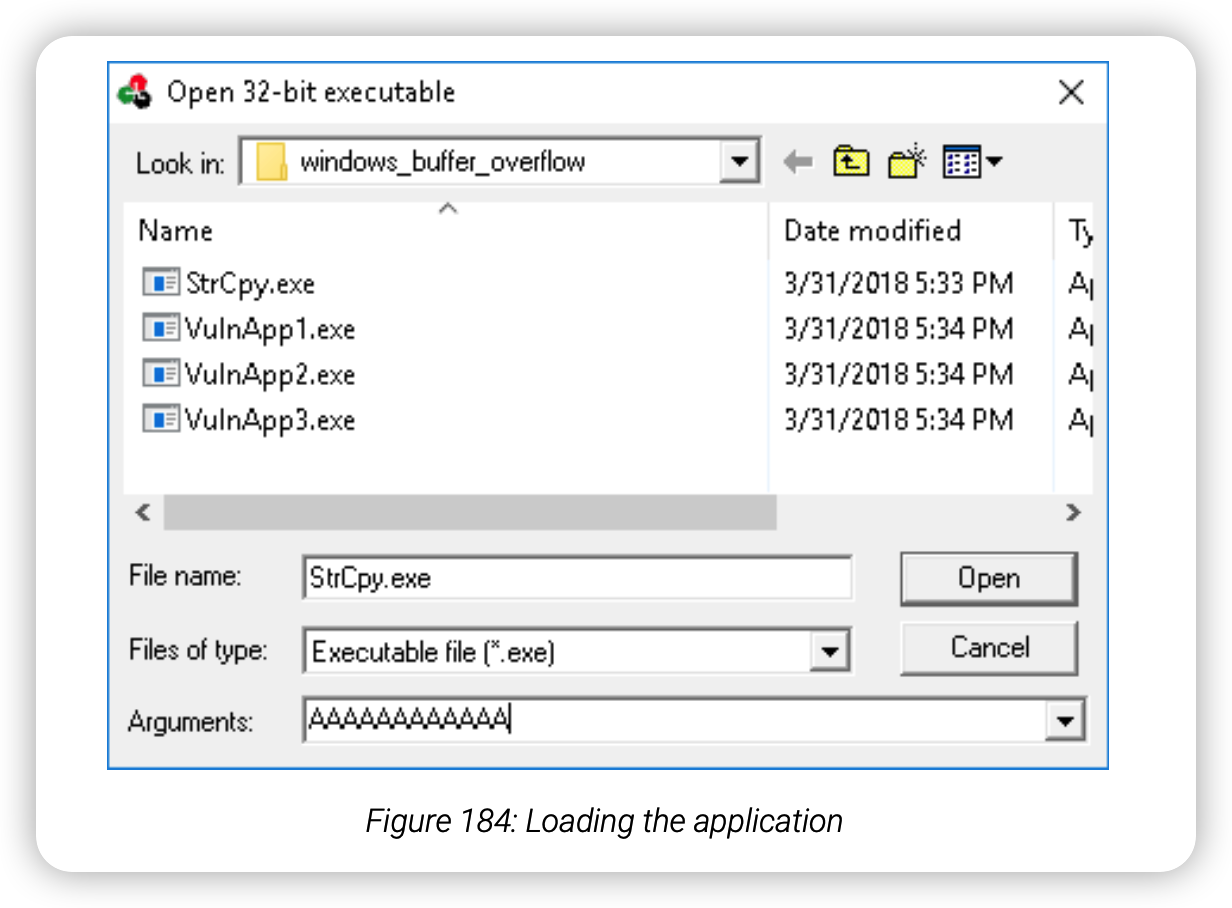 Open 32-bit executable
Look in: windows_buffer_overflow
Name Date modified
StrCpy.exe 3/31/2018 5:33 PM
VulnApp1.exe 3/31/2018 5:34 PM
VulnApp2.exe 3/31/2018 5:34 PM
VulnApp3.exe 3/31/2018 5:34 PM
File name: StrCpy.exe Open
Files of type: Executable file (*.exe) Cancel
Arguments: AAAAAAAAAAAA
Figure 184: Loading the application